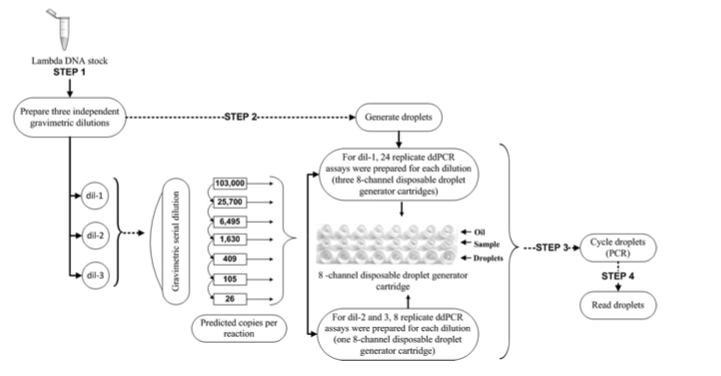 Lambda DNA stock
STEP 1
Prepare three independent
gravimetric dilutions
STEP 2
Generate droplets
dil-1
dil-2
dil-3
Gravimetric serial dilution
103,000
25,700
6,495
1,630
409
105
26
Predicted copies per
reaction
For dil-1, 24 replicate ddPCR
assays were prepared for each dilution
(three 8-channel disposable droplet
generator cartridges)
Oil
Sample
Droplets
8 -channel disposable droplet generator
cartridge
For dil-2 and 3, 8 replicate ddPCR
assays were prepared for each dilution
(one 8-channel disposable droplet
generator cartridge)
STEP 3
Cycle droplets
(PCR)
STEP 4
Read droplets